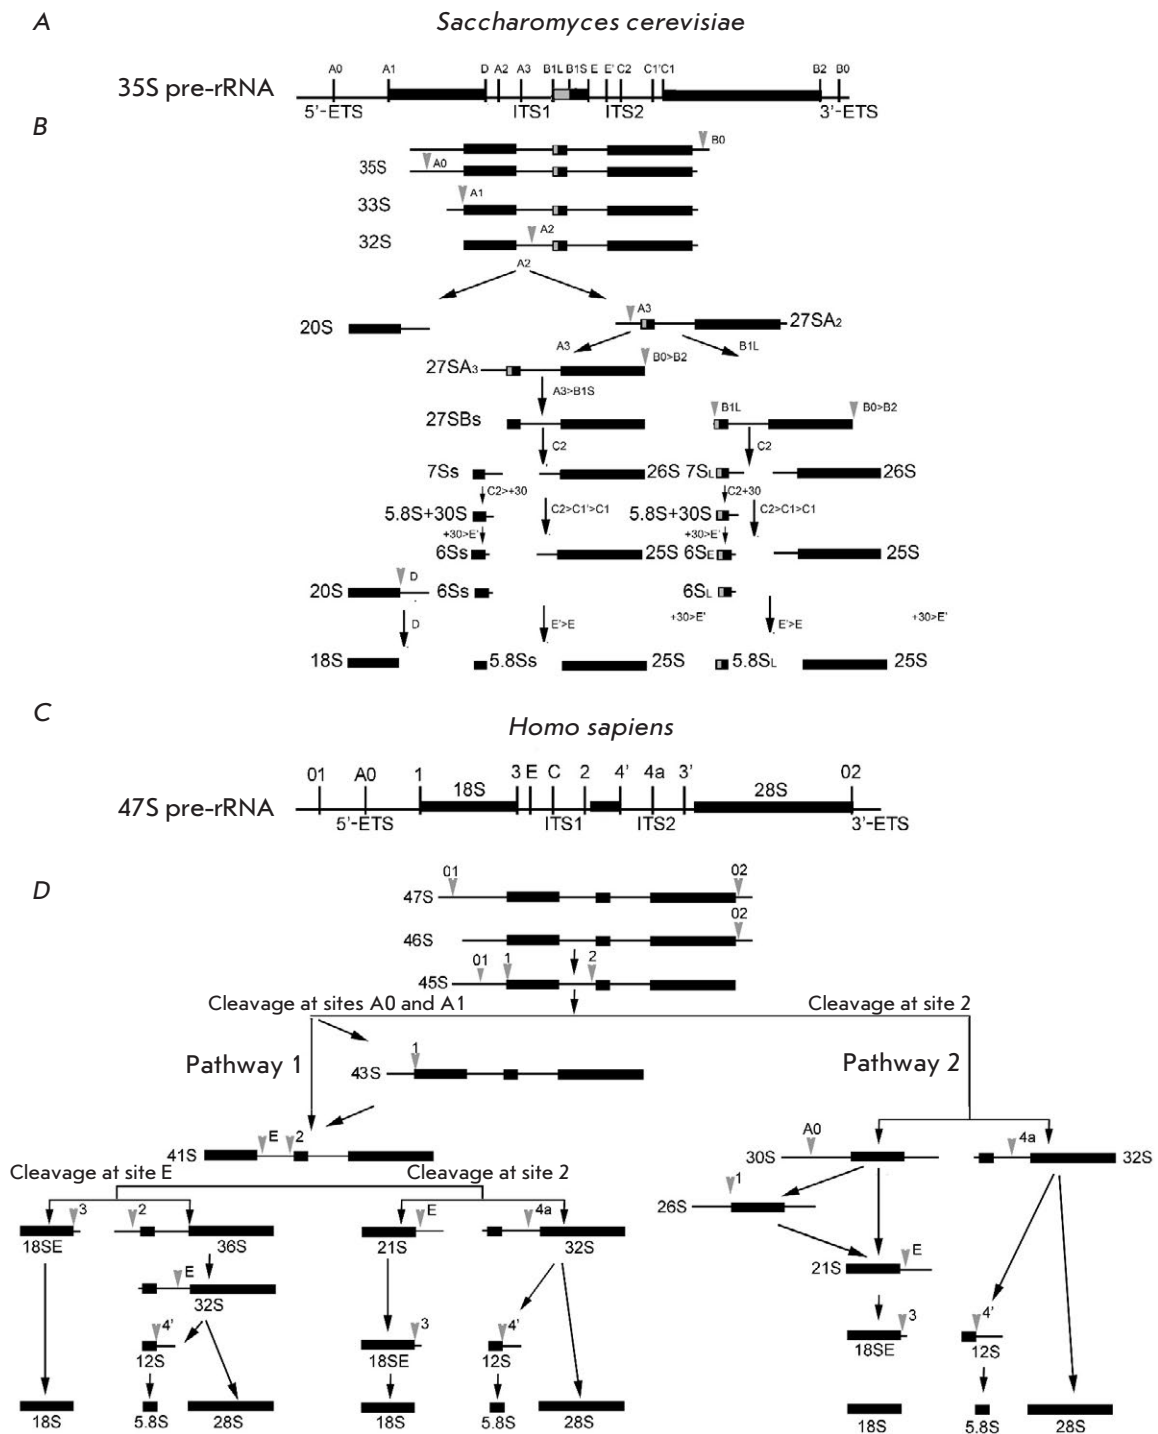 A
Saccharomyces cerevisiae
A0 A1 D A2 A3 B1L B1S E E' C2 C1'C1 B2 B0
35S pre-rRNA
5'-ETS ITS1 ITS2 3'-ETS
B
B0
35S A0
33S A1
32S A2
A2
20S A3 27SA2
A3 B1L
27SA3 B0>B2
A3>B1S
27SBs B1L B0>B2
C2 C2
7Ss 26S 7SL 26S
C2>+30 C2+30
5.8S+30S C2>C1'>C1 5.8S+30S C2>C1>C1
+30>E' +30>E'
6Ss 25S 6SE 25S
20S D 6Ss 6SL
D E'>E +30>E' E'>E +30>E'
18S 5.8Ss 25S 5.8SL 25S
C
Homo sapiens
01 A0 1 18S 3 E C 2 4' 4a 3' 28S 02
47S pre-rRNA
5'-ETS ITS1 ITS2 3'-ETS
D
01 02
47S
02
46S
01 1 2
45S
Cleavage at sites A0 and A1 Cleavage at site 2
Pathway 1 1 Pathway 2
43S
41S E 2 A0 4a
30S 32S
Cleavage at site E Cleavage at site 2
1
26S
3 2 E 4a
18SE 36S 21S 32S
E E
32S 21S
4' 3 4' 3 4'
12S 18SE 12S 18SE 12S
18S 5.8S 28S 18S 5.8S 28S 18S 5.8S 28S